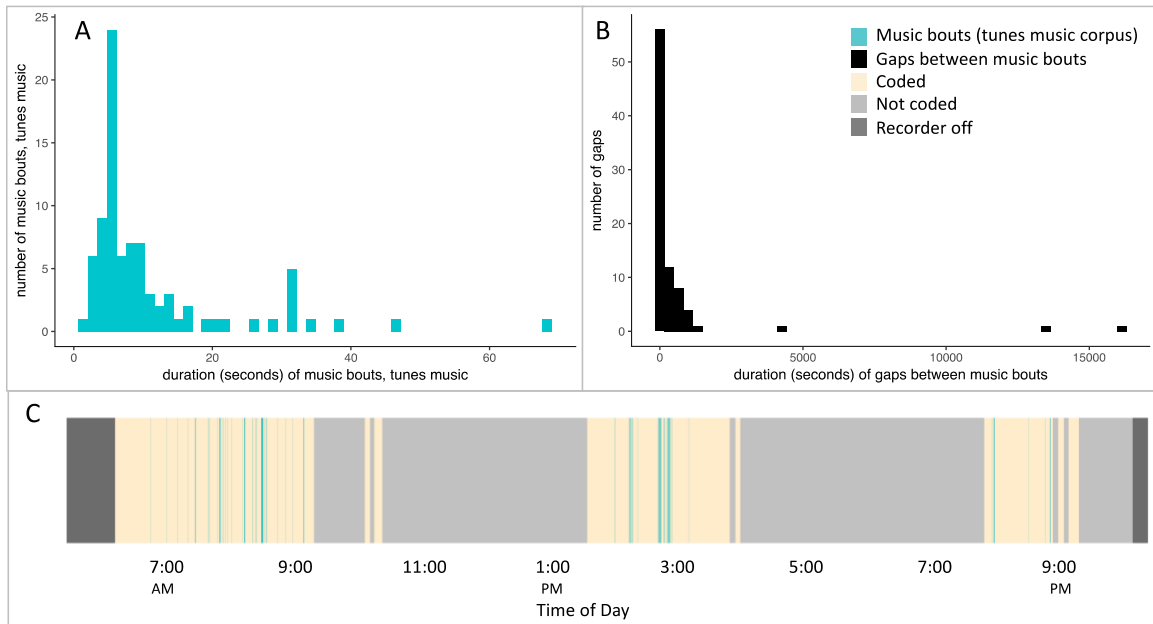 A
25
20
15
10
5
0
number of music bouts, tunes music
0
20
40
60
duration (seconds) of music bouts, tunes music
B
50
40
30
20
10
0
number of gaps
0
5000
10000
15000
duration (seconds) of gaps between music bouts
Music bouts (tunes music corpus)
Gaps between music bouts
Coded
Not coded
Recorder off
C
7:00 9:00 11:00 1:00 3:00 5:00 7:00 9:00
AM PM PM
Time of Day